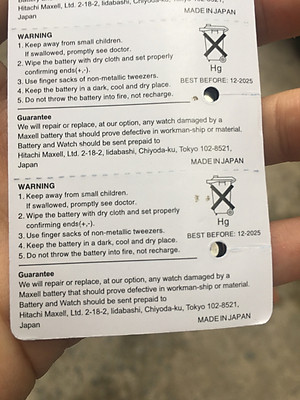 Hitachi Maxell, Ltd. 2-18-2, Iidabashi, Chiyoda-ku,
Japan
MADE IN JAPAN
WARNING
1. Keep away from small children.
If swallowed, promptly see doctor.
2. Wipe the battery with dry cloth and set properly
confirming ends(+,-).
3. Use finger sacks of non-metallic tweezers.
4. Keep the battery in a dark, cool and dry place.
5. Do not throw the battery into fire, not recharge.
Hg
BEST BEFORE: 12-2025
Guarantee
We will repair or replace, at our option, any watch damaged by a
Maxell battery that should prove defective in workman-ship or material.
Battery and Watch should be sent prepaid to
Hitachi Maxell, Ltd. 2-18-2, Iidabashi, Chiyoda-ku, Tokyo 102-8521,
Japan
MADE IN JAPAN
WARNING
1. Keep away from small children.
If swallowed, promptly see doctor.
2. Wipe the battery with dry cloth and set properly
confirming ends(+,-).
3. Use finger sacks of non-metallic tweezers.
4. Keep the battery in a dark, cool and dry place.
5. Do not throw the battery into fire, not recharge.
Hg
BEST BEFORE: 12-2025
Guarantee
We will repair or replace, at our option, any watch damaged by a
Maxell battery that should prove defective in workman-ship or material.
Battery and Watch should be sent prepaid to
Hitachi Maxell, Ltd. 2-18-2, Iidabashi, Chiyoda-ku, Tokyo 102-8521,
Japan
MADE IN JAPAN